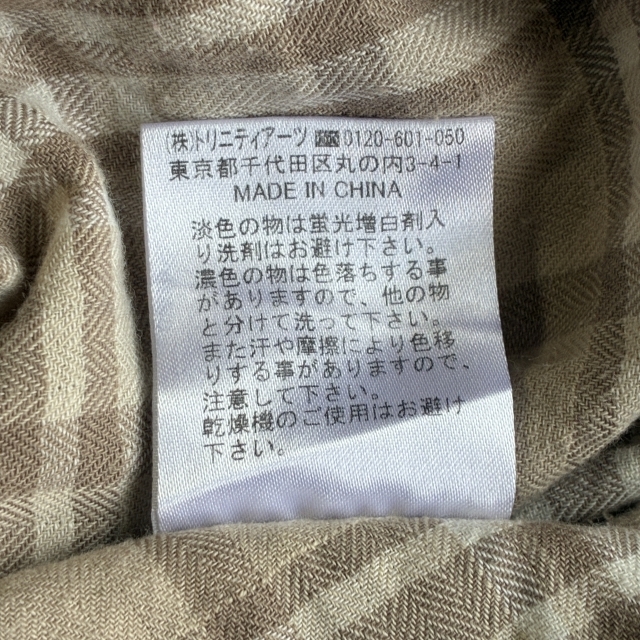 (株)トリニティアーツ 0120-601-050
東京都千代田区丸の内3-4-1
MADE IN CHINA
淡色の物は蛍光増白剤入
り洗剤はお避け下さい。
濃色の物は色落ちする事
がありますので、他の物
と分けて洗って下さい。
また汗や摩擦により色移
りする事がありますので、
注意して下さい。
乾燥機のご使用はお避け
下さい。